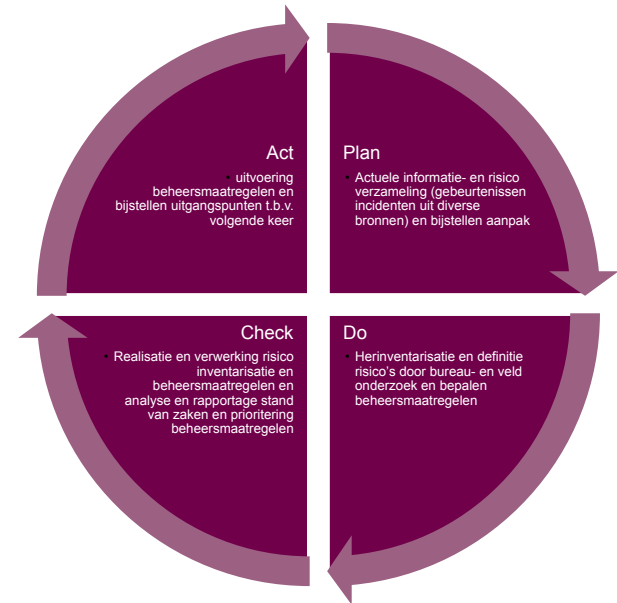 Act
• uitvoering
beheersmaatregelen en
bijstellen uitgangspunten t.b.v.
volgende keer
Plan
• Actuele informatie- en risico
verzameling (gebeurtenissen
incidenten uit diverse
bronnen) en bijstellen aanpak
Check
• Realisatie en verwerking risico
inventarisatie en
beheersmaatregelen en
analyse en rapportage stand
van zaken en prioritering
beheersmaatregelen
Do
• Herinventarisatie en definitie
risico's door bureau- en veld
onderzoek en bepalen
beheersmaatregelen